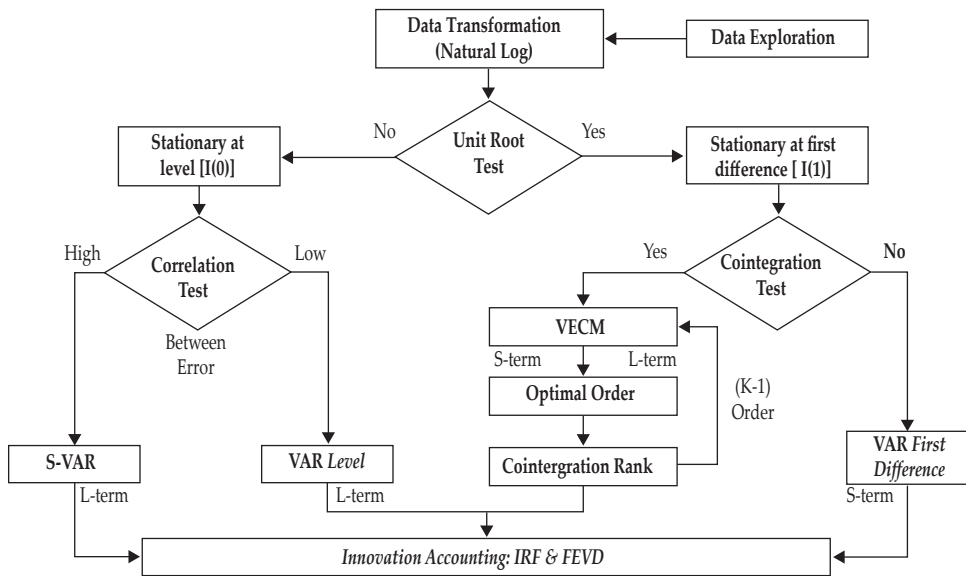 Data Transformation
(Natural Log)
Data Exploration
No
Unit Root
Test
Yes
Stationary at
level [I(0)]
Stationary at first
difference [ I(1)]
High
Correlation
Test
Low
Between
Error
Yes
Cointegration
Test
No
VECM
S-term
L-term
Optimal Order
(K-1)
Order
Cointergration Rank
S-VAR
VAR Level
VAR First
Difference
L-term
L-term
S-term
Innovation Accounting: IRF & FEVD